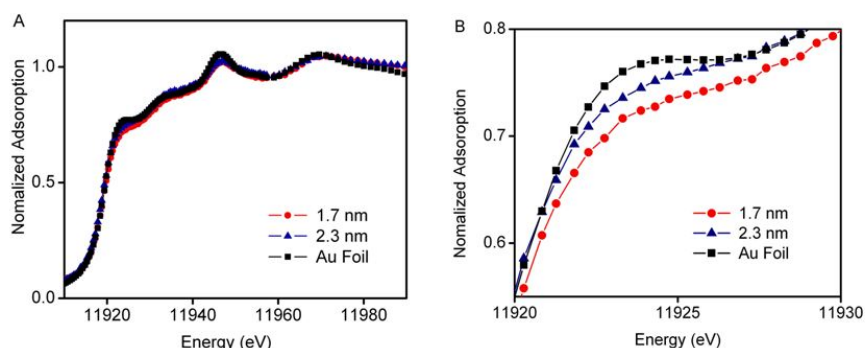 A
Nomalized Adsoroption
1.0
0.5
0.0
1.7 nm
2.3 nm
Au Foil
11920 11940 11960 11980
Energy (eV)
B
Nomalized Adsoroption
0.8
0.7
0.6
1.7 nm
2.3 nm
Au Foil
11920 11925 11930
Energy (eV)